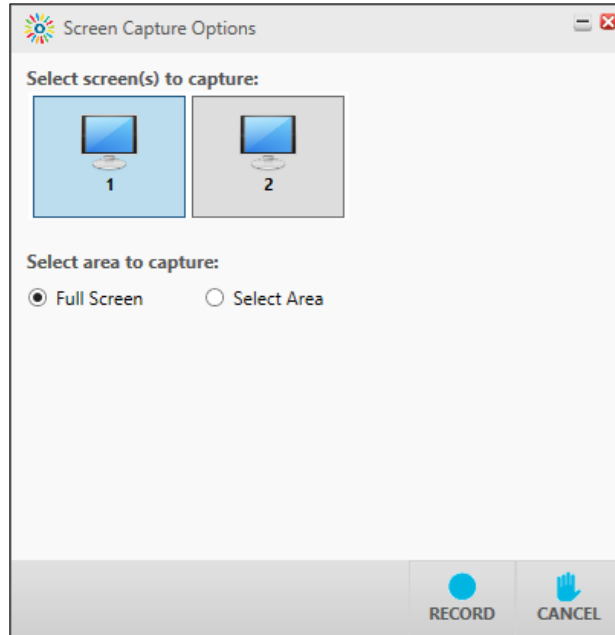 Screen Capture Options
Select screen(s) to capture:
1 2
Select area to capture:
Full Screen Select Area
RECORD CANCEL